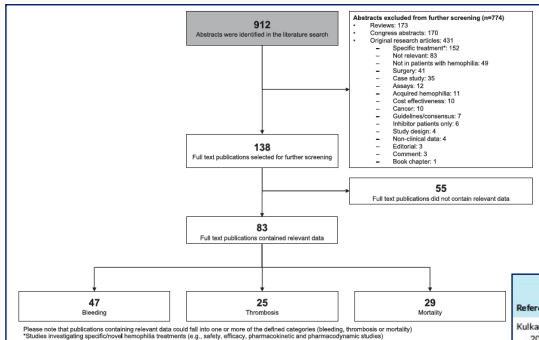 912
Abstracts were identified in the literature search
Abstracts excluded from further screening (n=774)
• Reviews: 173
• Congress abstracts: 170
• Original research articles: 431
– Specific treatment*: 152
– Not relevant: 83
– Not in patients with hemophilia: 49
– Surgery: 41
– Case study: 35
– Assays: 12
– Acquired hemophilia: 11
– Cost effectiveness: 10
– Cancer: 10
– Guidelines/consensus: 7
– Inhibitor patients only: 6
– Study design: 4
– Non-clinical data: 4
– Editorial: 3
– Comment: 3
– Book chapter: 1
138
Full text publications selected for further screening
55
Full text publications did not contain relevant data
83
Full text publications contained relevant data
47
Bleeding
25
Thrombosis
29
Mortality
Please note that publications containing relevant data could fall into one or more of the defined categories (bleeding, thrombosis or mortality)
*Studies investigating specific/novel hemophilia treatments (e.g., safety, efficacy, pharmacokinetic and pharmacodynamic studies)